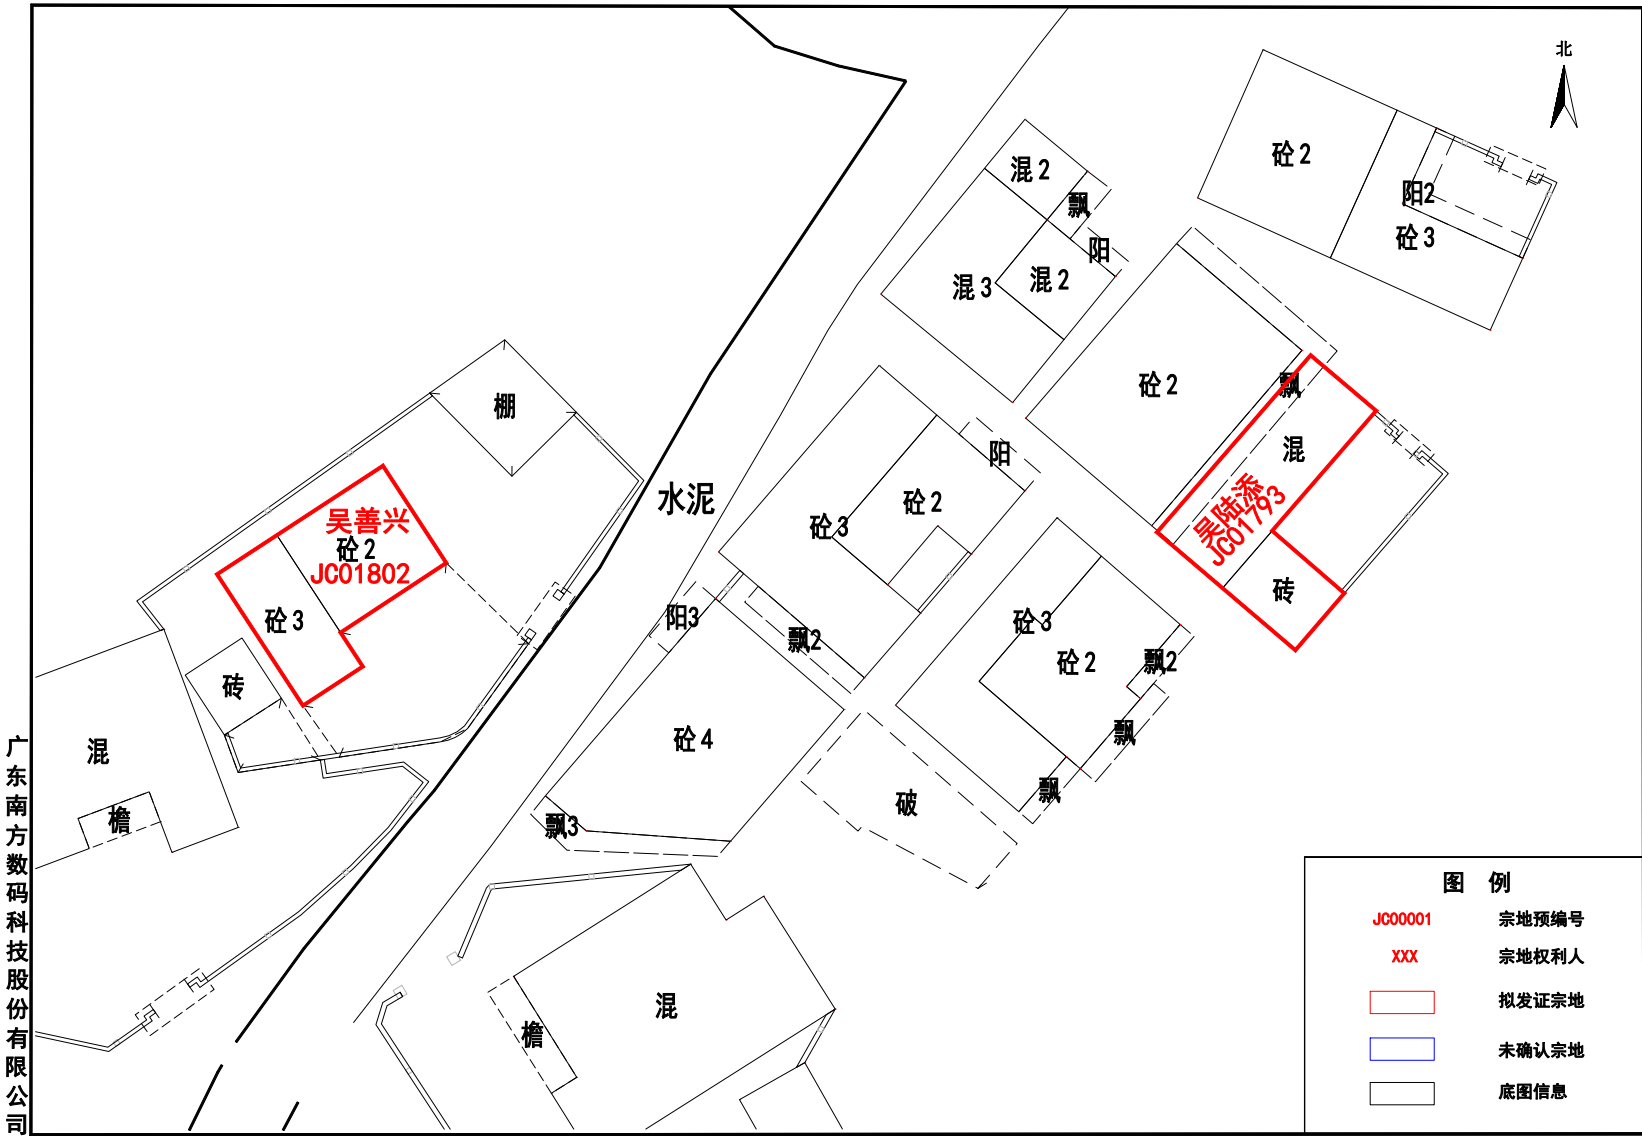 北
砼2
阳2
砼3
混2
飘
阳
混3
混2
砼2
飘
混
吴陆添
JC01793
砖
棚
水泥
阳
砼2
砼3
吴善兴
砼2
JC01802
砼3
砖
混
檐
阳3
飘2
砼4
飘3
砼3
砼2
飘2
飘
飘
破
混
檐
广东南方数码科技股份有限公司
图 例
JC00001 宗地预编号
XXX 宗地权利人
拟发证宗地
未确认宗地
底图信息